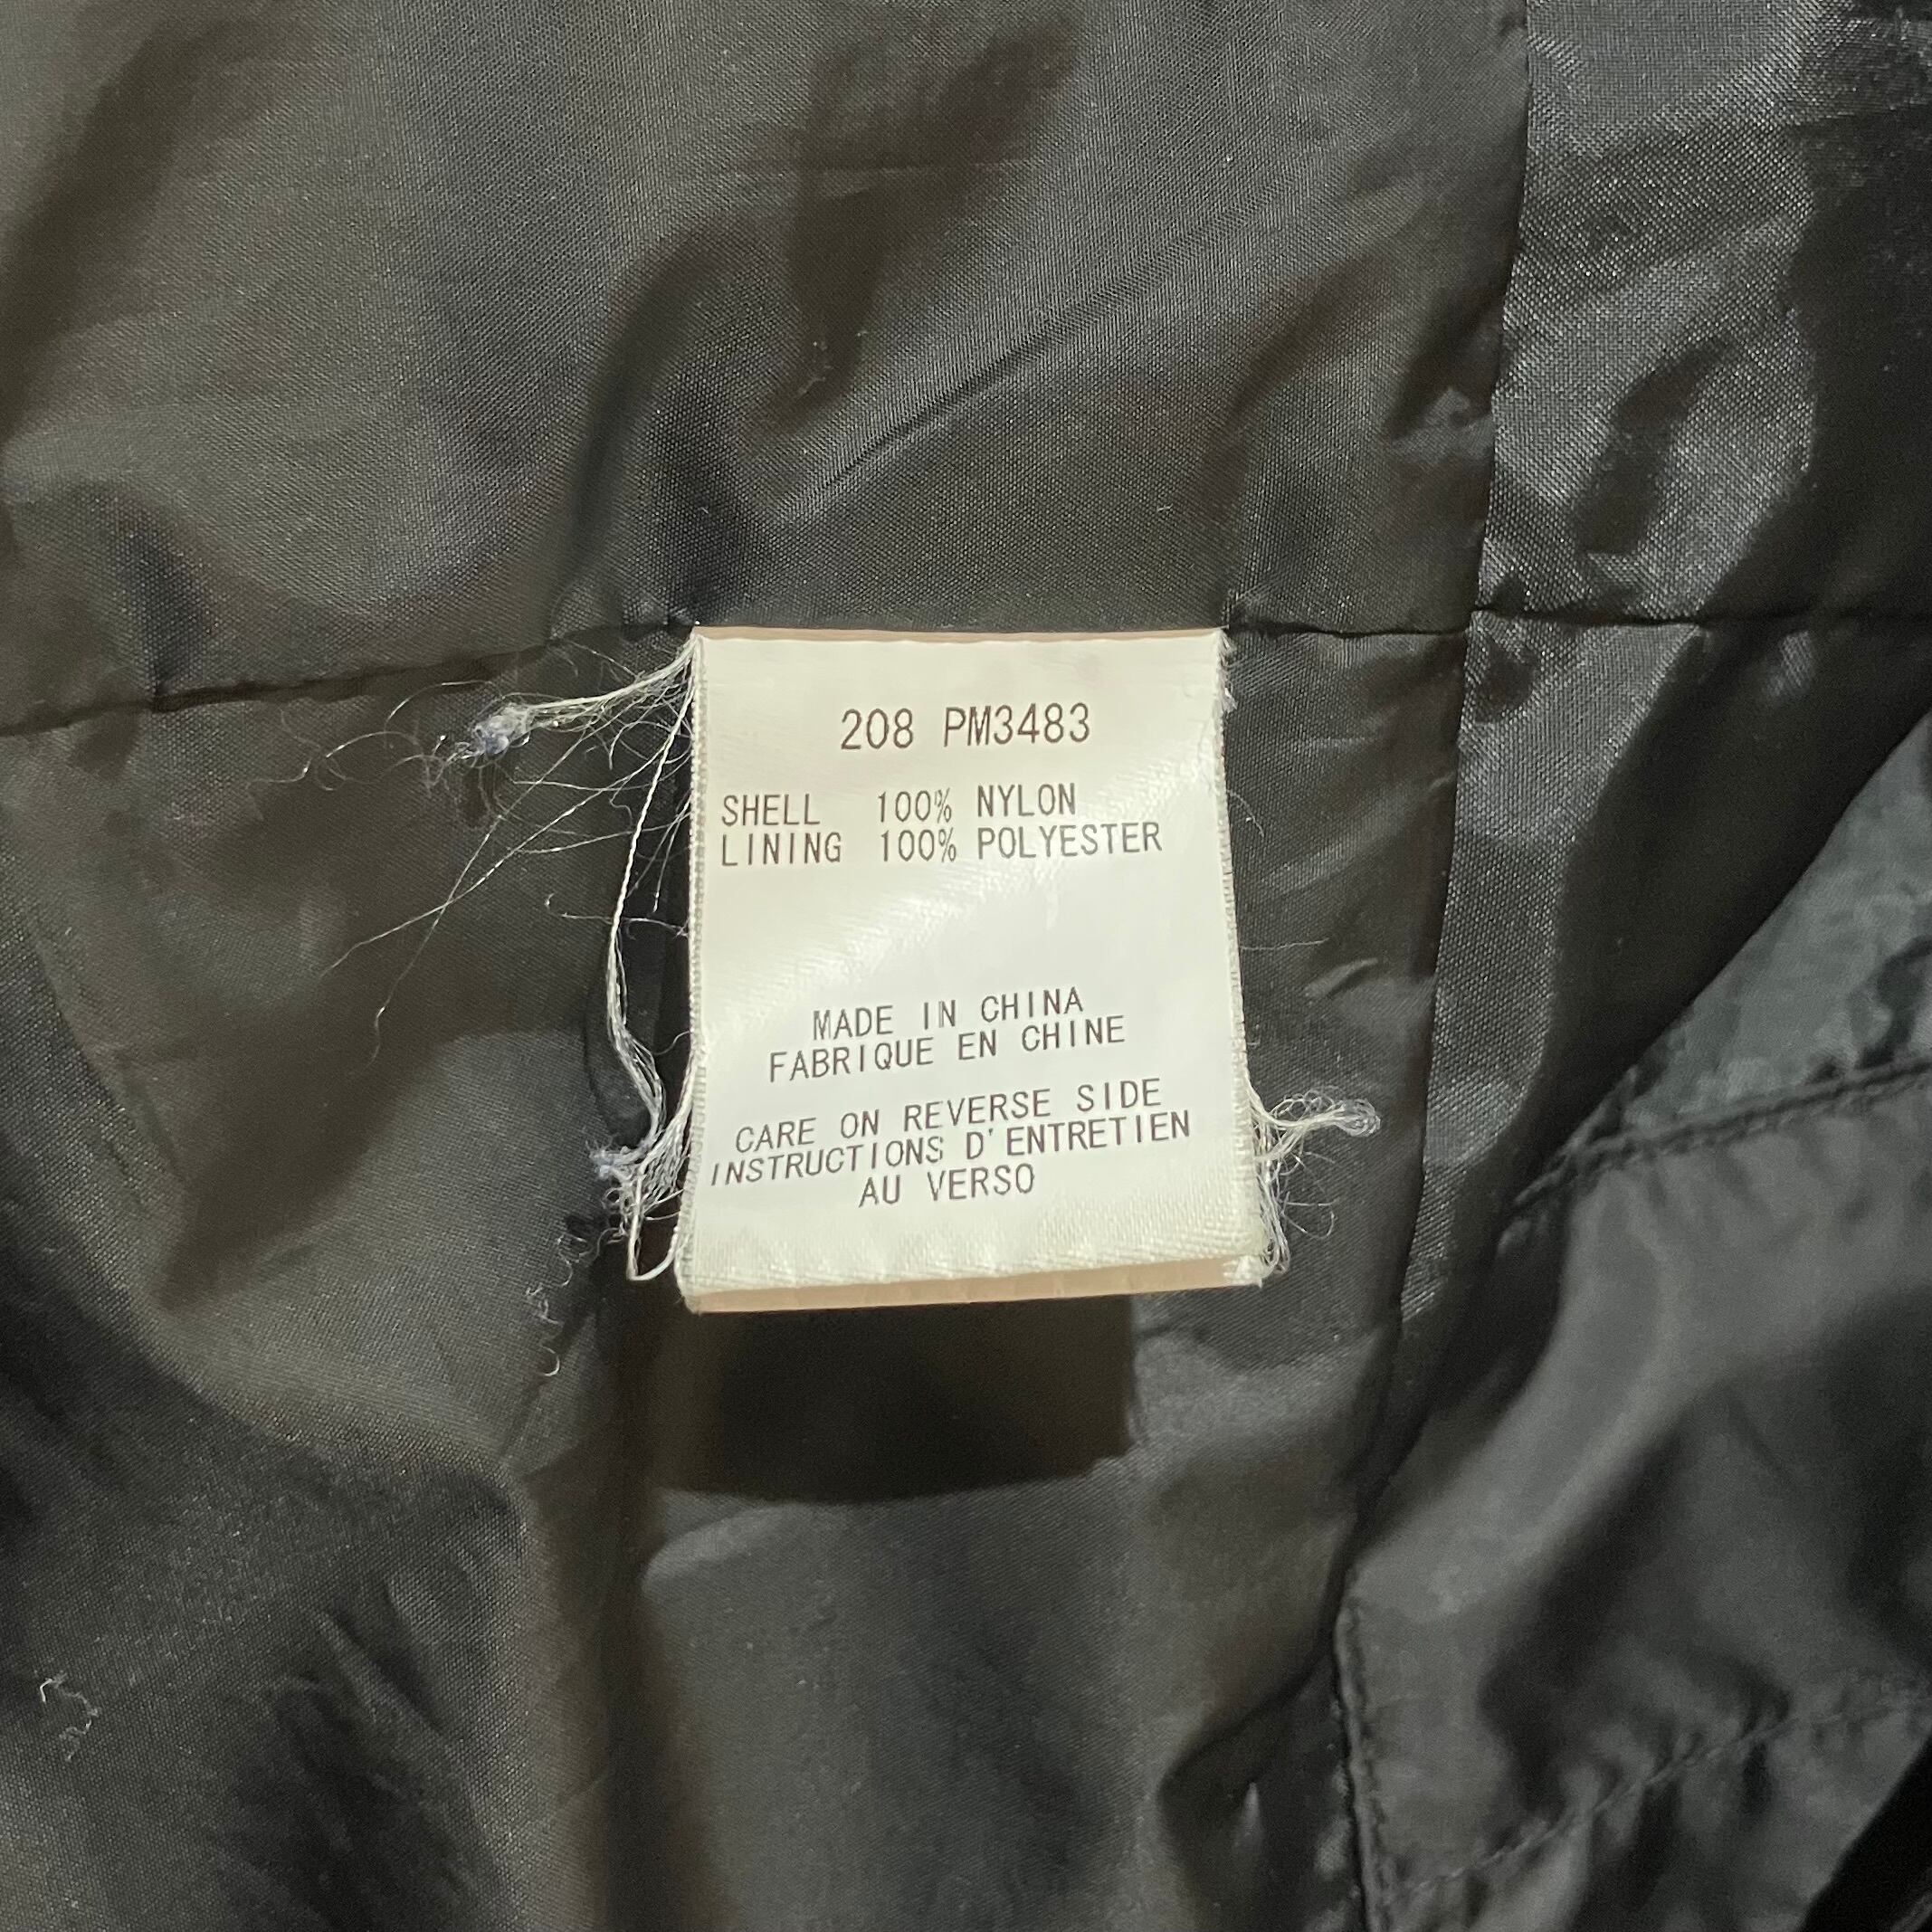 208 PM3483
SHELL 100% NYLON
LINING 100% POLYESTER
MADE IN CHINA
FABRIQUE EN CHINE
CARE ON REVERSE SIDE
INSTRUCTIONS D'ENTRETIEN
AU VERSO